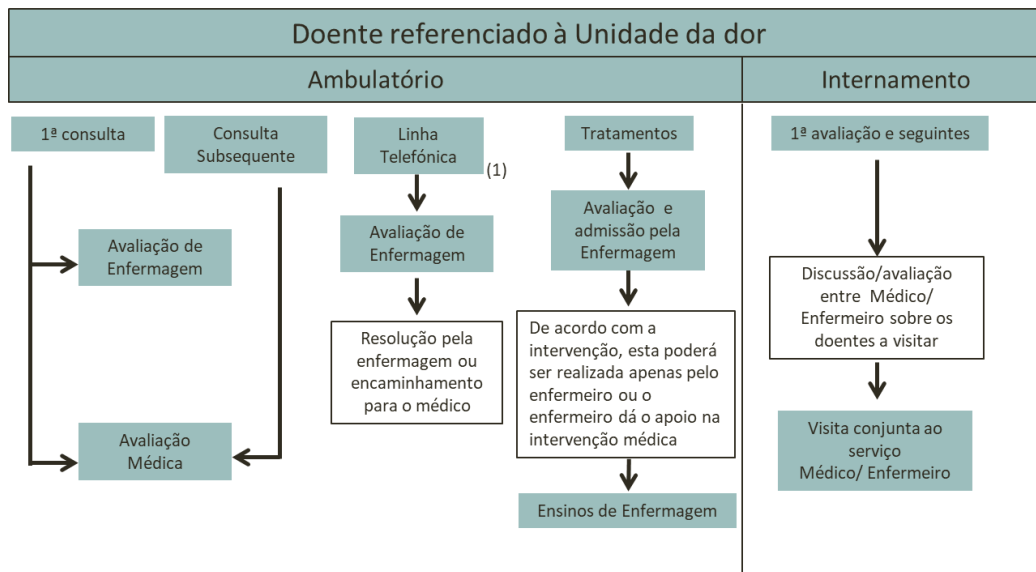 Doente referenciado à Unidade da dor
Ambulatório
Internamento
1ª consulta
Consulta
Subsequente
Linha
Telefónica
(1)
Tratamentos
1ª avaliação e seguintes
Avaliação de
Enfermagem
Avaliação
Médica
Avaliação de
Enfermagem
Resolução pela
enfermagem ou
encaminhamento
para o médico
Avaliação e
admissão pela
Enfermagem
De acordo com a
intervenção, esta poderá
ser realizada apenas pelo
enfermeiro ou o
enfermeiro dá o apoio na
intervenção médica
Ensinos de Enfermagem
Discussão/avaliação
entre Médico/
Enfermeiro sobre os
doentes a visitar
Visita conjunta ao
serviço
Médico/ Enfermeiro